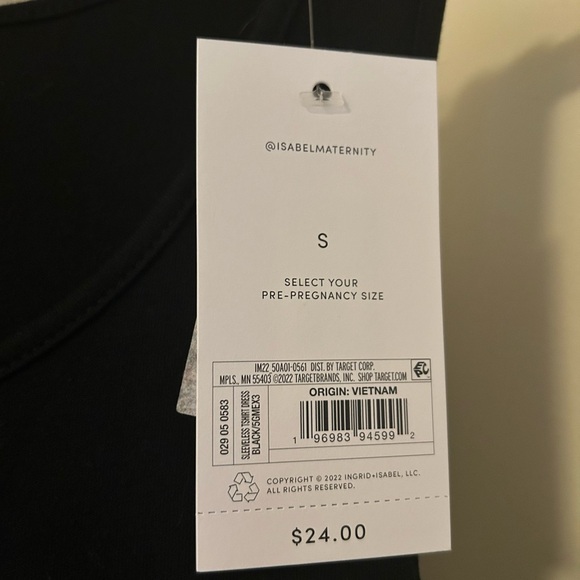 @ISABELMATERNITY
S
SELECT YOUR
PRE-PREGNANCY SIZE
IM22 50A01-0561 DIST. BY TARGET CORP.
MPLS., MN 55403 ©2022 TARGETBRANDS, INC. SHOP TARGET.COM
029 05 0583
SLEEVELESS TSHIRT DRESS
BLACK/5GMEX3
ORIGIN: VIETNAM
1 96983 94599 2
COPYRIGHT © 2022 INGRID+ISABEL, LLC.
ALL RIGHTS RESERVED.
$24.00